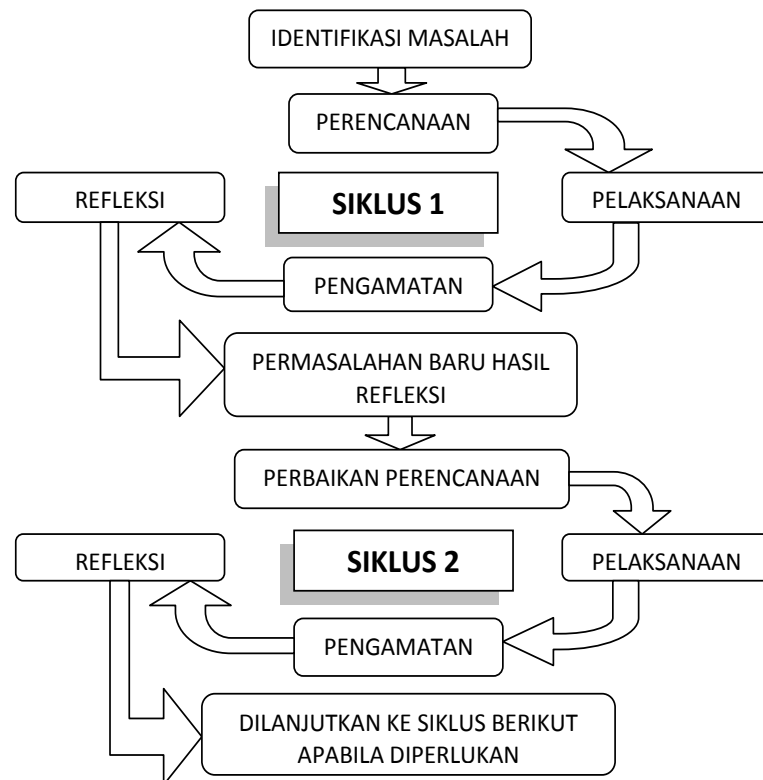 IDENTIFIKASI MASALAH
PERENCANAAN
REFLEKSI
SIKLUS 1
PELAKSANAAN
PENGAMATAN
PERMASALAHAN BARU HASIL
REFLEKSI
PERBAIKAN PERENCANAAN
REFLEKSI
SIKLUS 2
PELAKSANAAN
PENGAMATAN
DILANJUTKAN KE SIKLUS BERIKUT
APABILA DIPERLUKAN